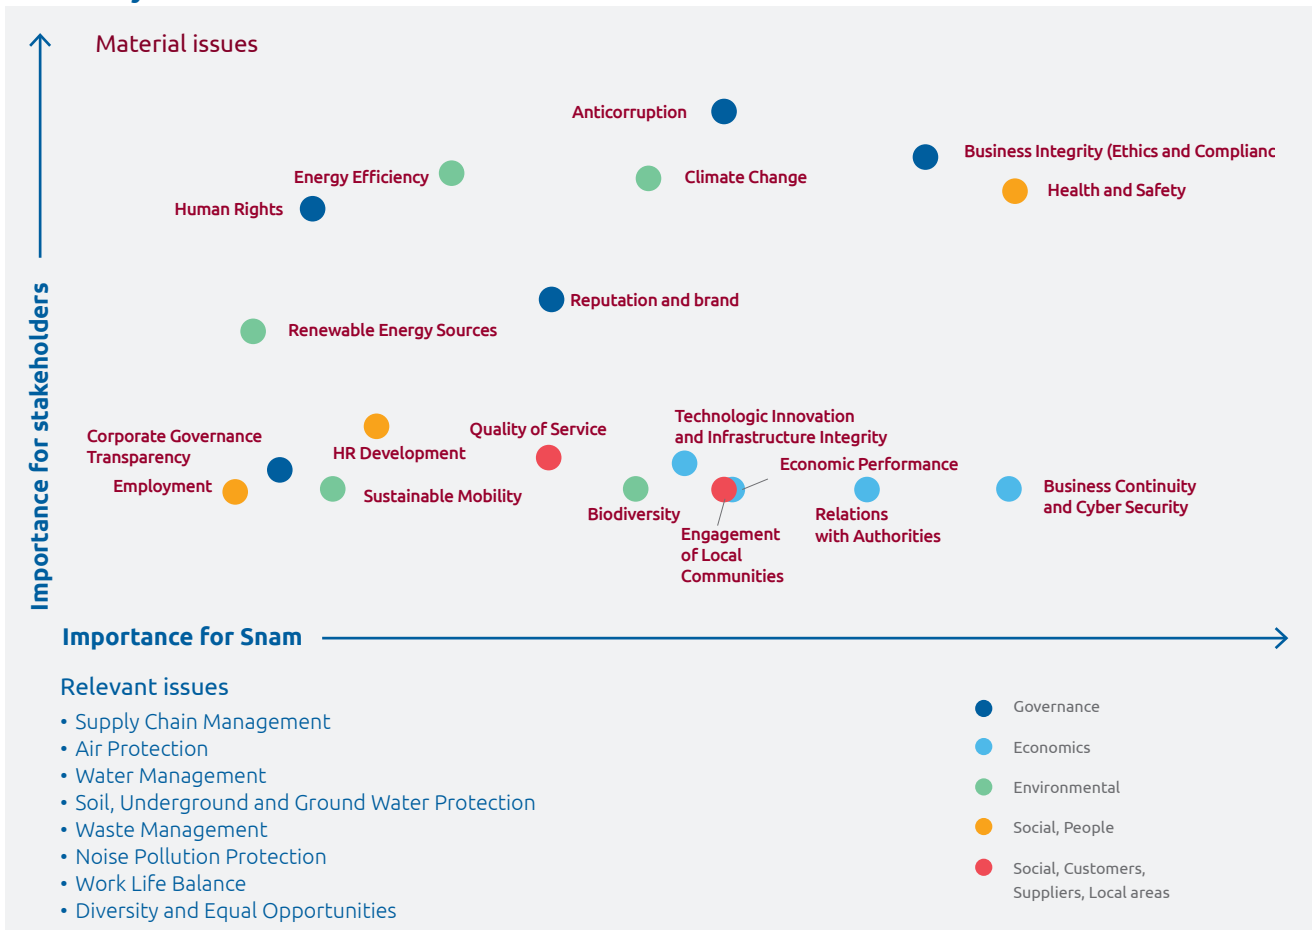 Material issues
Anticorruption
Business Integrity (Ethics and Complianc
Energy Efficiency
Climate Change
Health and Safety
Human Rights
Reputation and brand
Renewable Energy Sources
Technologic Innovation
and Infrastructure Integrity
Quality of Service
Corporate Governance
Transparency
HR Development
Economic Performance
Employment
Sustainable Mobility
Business Continuity
and Cyber Security
Biodiversity
Relations
with Authorities
Engagement
of Local
Communities
Importance for stakeholders
Importance for Snam
Relevant issues
• Supply Chain Management
• Air Protection
• Water Management
• Soil, Underground and Ground Water Protection
• Waste Management
• Noise Pollution Protection
• Work Life Balance
• Diversity and Equal Opportunities
Governance
Economics
Environmental
Social, People
Social, Customers,
Suppliers, Local areas